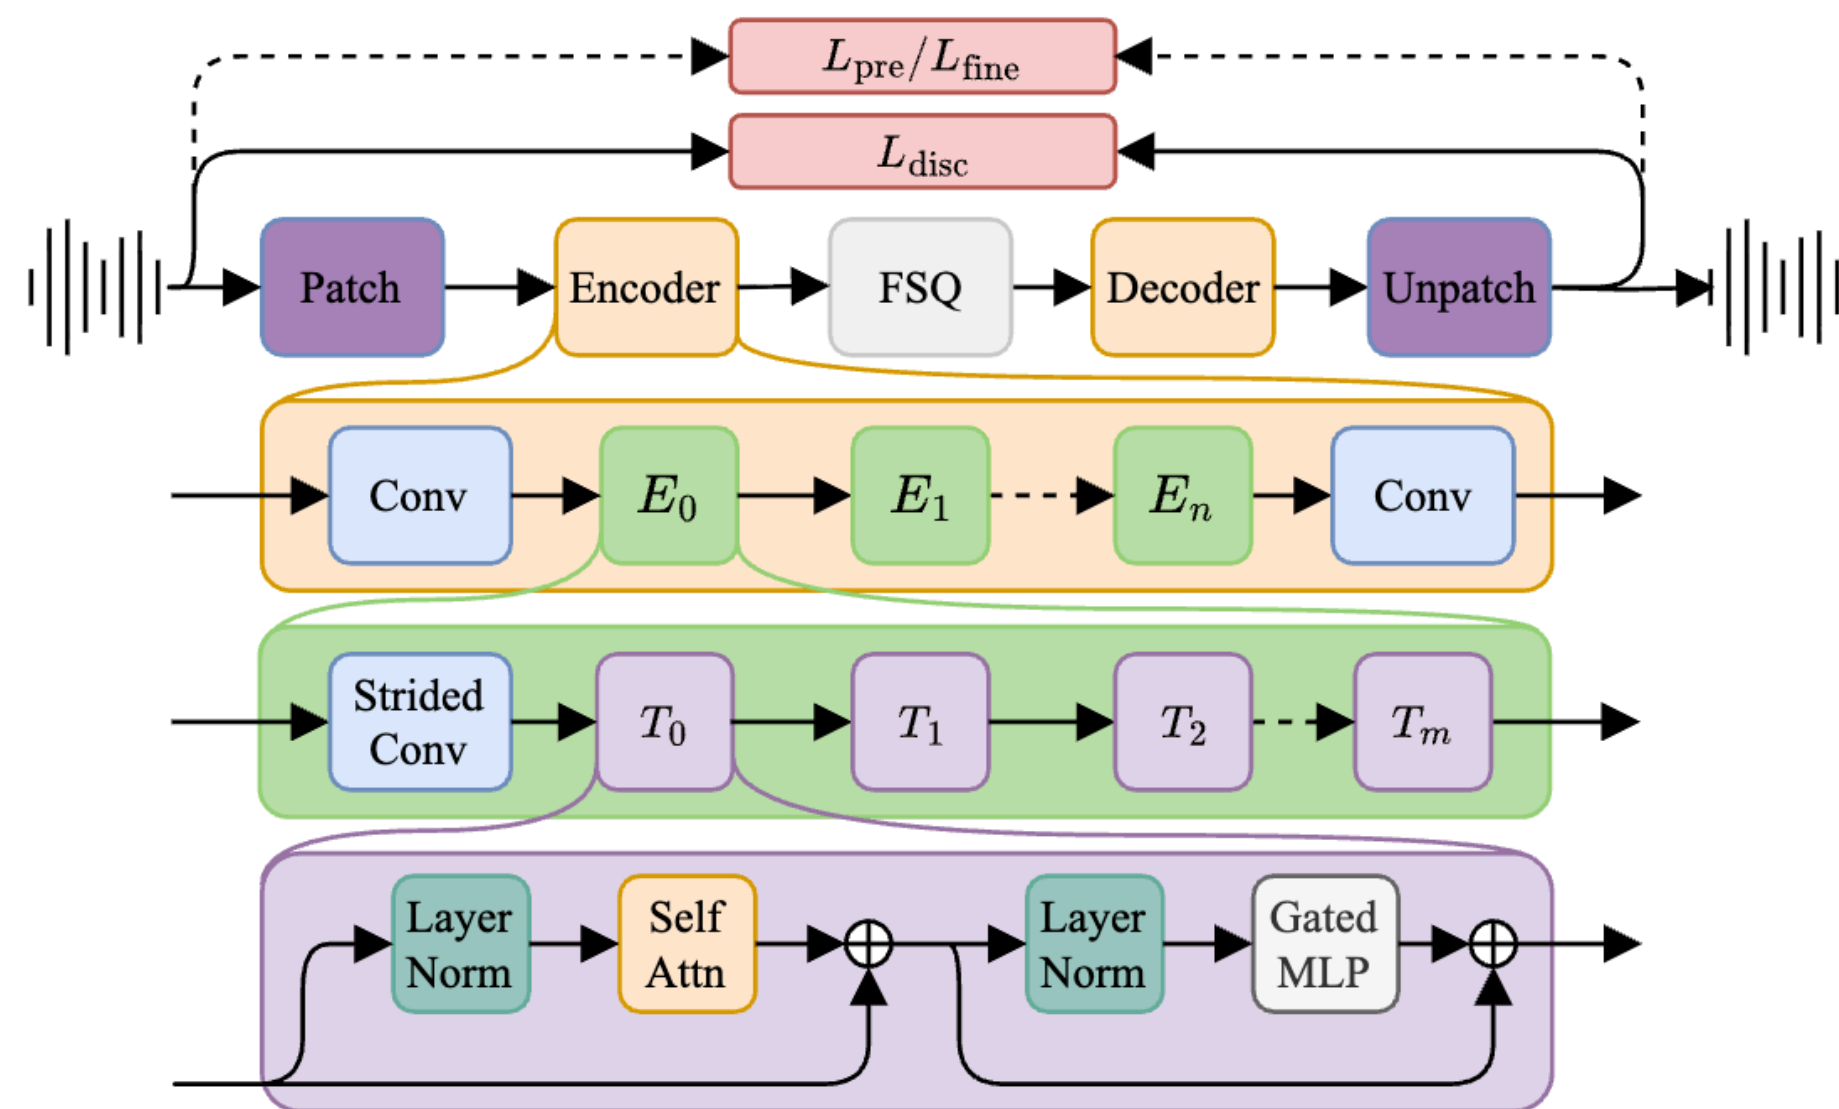 L_pre/L_fine
L_disc
Patch
Encoder
FSQ
Decoder
Unpatch
Conv
E_0
E_1
E_n
Conv
Strided
Conv
T_0
T_1
T_2
T_m
Layer
Norm
Self
Attn
Layer
Norm
Gated
MLP